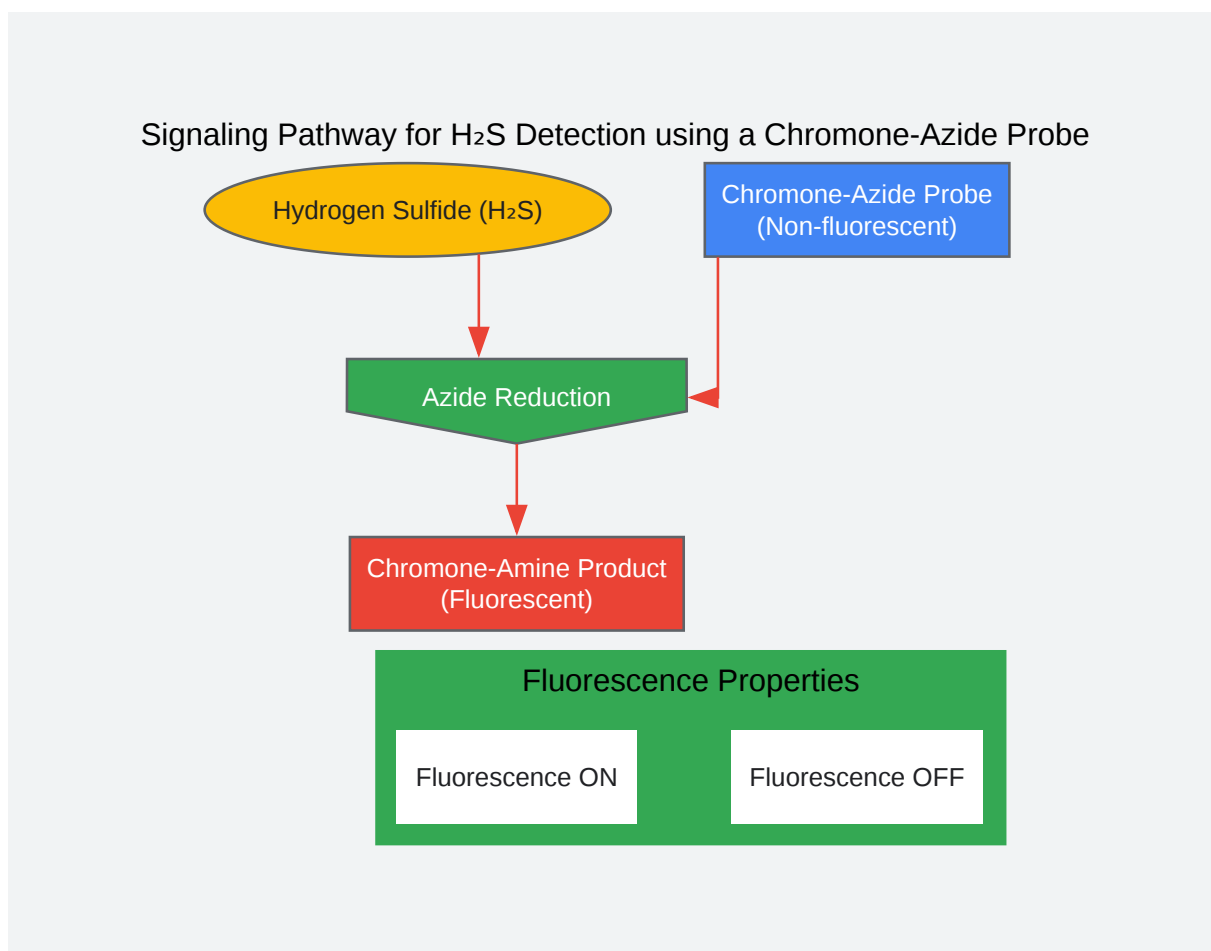 Signaling Pathway for H₂S Detection using a Chromone-Azide Probe
Hydrogen Sulfide (H₂S)
Chromone-Azide Probe
(Non-fluorescent)
Azide Reduction
Chromone-Amine Product
(Fluorescent)
Fluorescence Properties
Fluorescence ON
Fluorescence OFF